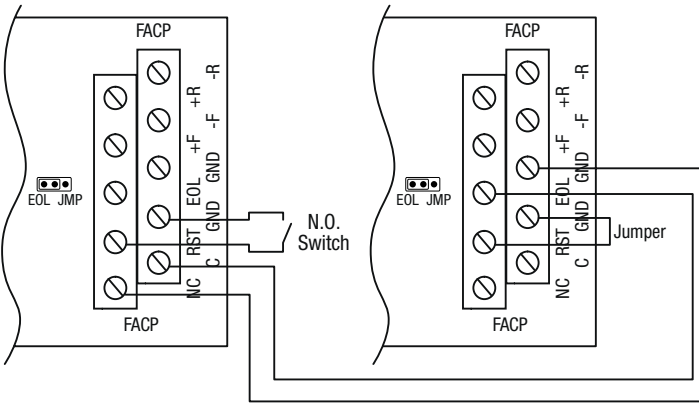 FACP
-R
+R
-F
+F
GND
EOL
GND
RST
C
NC
EOL JMP
FACP
N.O.
Switch
FACP
-R
+R
-F
+F
GND
EOL
GND
RST
C
NC
EOL JMP
FACP
Jumper